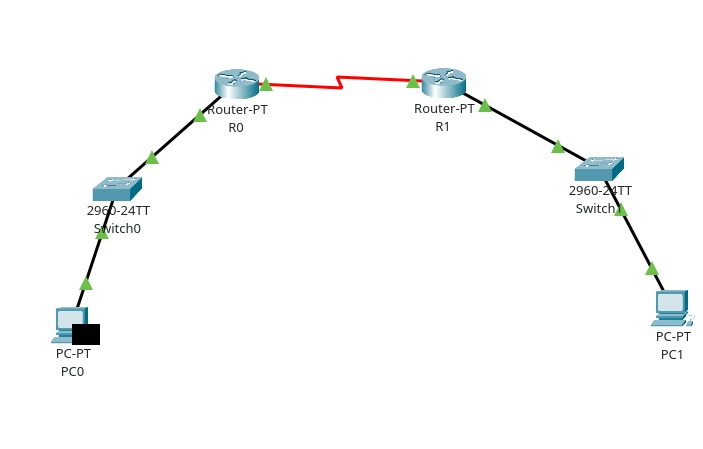 Router-PT
R0
Router-PT
R1
2960-24TT
Switch0
2960-24TT
Switch1
PC-PT
PC0
PC-PT
PC1